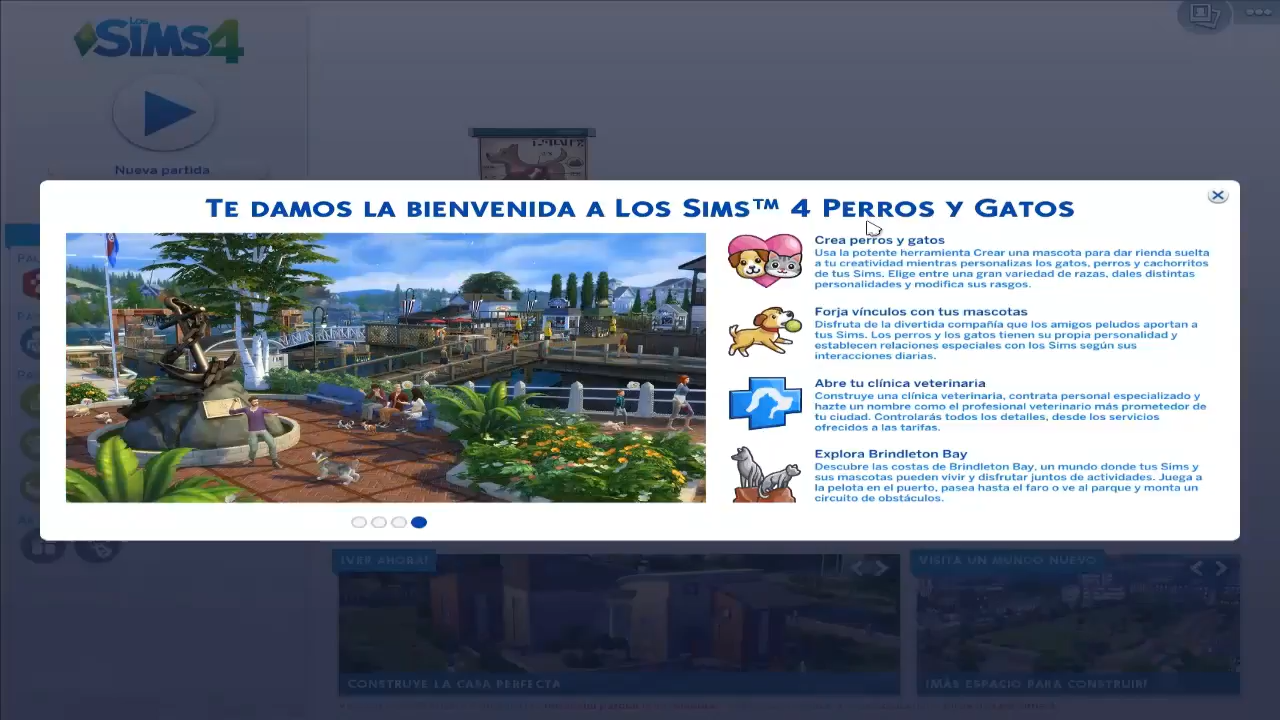 Los
SIMS 4
Nueva partida
TE DAMOS LA BIENVENIDA A LOS SIMS™ 4 PERROS Y GATOS
Crea perros y gatos
Usa la potente herramienta Crear una mascota para dar rienda suelta
a tu creatividad mientras personalizas los gatos, perros y cachorritos
de tus Sims. Elige entre una gran variedad de razas, dales distintas
personalidades y modifica sus rasgos.
Forja vínculos con tus mascotas
Disfruta de la divertida compañía que los amigos peludos aportan a
tus Sims. Los perros y los gatos tienen su propia personalidad y
establecen relaciones especiales con los Sims según sus
interacciones diarias.
Abre tu clínica veterinaria
Construye una clínica veterinaria, contrata personal especializado y
hazte un nombre como el profesional veterinario más prometedor de
tu ciudad. Controlarás todos los detalles, desde los servicios
ofrecidos a las tarifas.
Explora Brindleton Bay
Descubre las costas de Brindleton Bay, un mundo donde tus Sims y
sus mascotas pueden vivir y disfrutar juntos de actividades. Juega a
la pelota en el puerto, pasea hasta el faro o ve al parque y monta un
circuito de obstáculos.
¡VER AHORA!
VISITA UN MUNDO NUEVO
CONSTRUYE LA CASA PERFECTA
¡MÁS ESPACIO PARA CONSTRUIR!